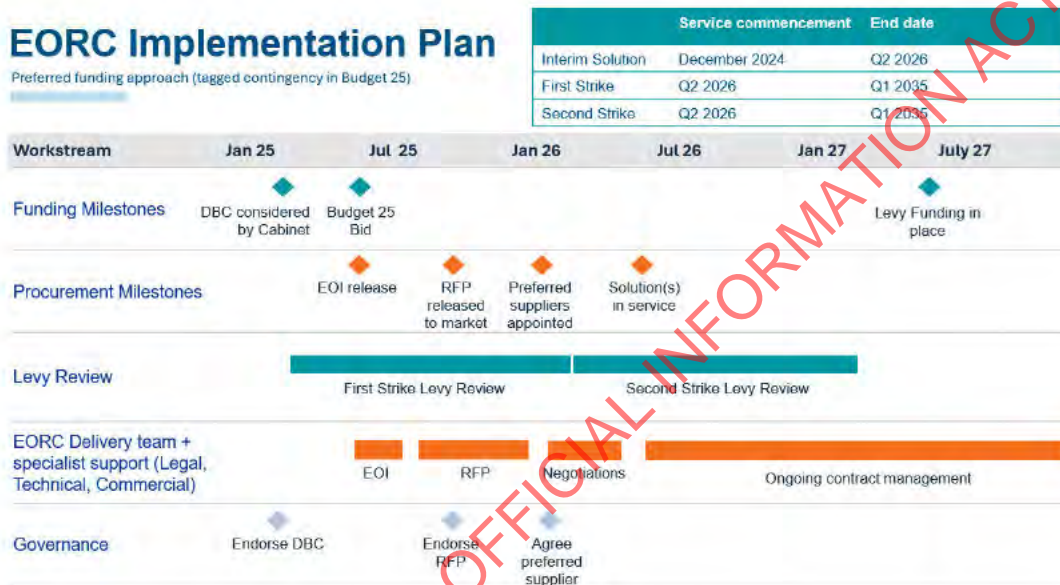 EORC Implementation Plan
Preferred funding approach (tagged contingency in Budget 25)
Service commencement End date
Interim Solution December 2024 Q2 2026
First Strike Q2 2026 Q1 2035
Second Strike Q2 2026 Q1 2035
Workstream Jan 25 Jul 25 Jan 26 Jul 26 Jan 27 July 27
Funding Milestones
DBC considered
by Cabinet
Budget 25
Bid
Levy Funding in
place
Procurement Milestones
EOI release
RFP
released
to market
Preferred
suppliers
appointed
Solution(s)
in service
Levy Review
First Strike Levy Review
Second Strike Levy Review
EORC Delivery team +
specialist support (Legal,
Technical, Commercial)
EOI
RFP
Negotiations
Ongoing contract management
Governance
Endorse DBC
Endorse
RFP
Agree
preferred
supplier
OFFICIAL INFORMATION AC